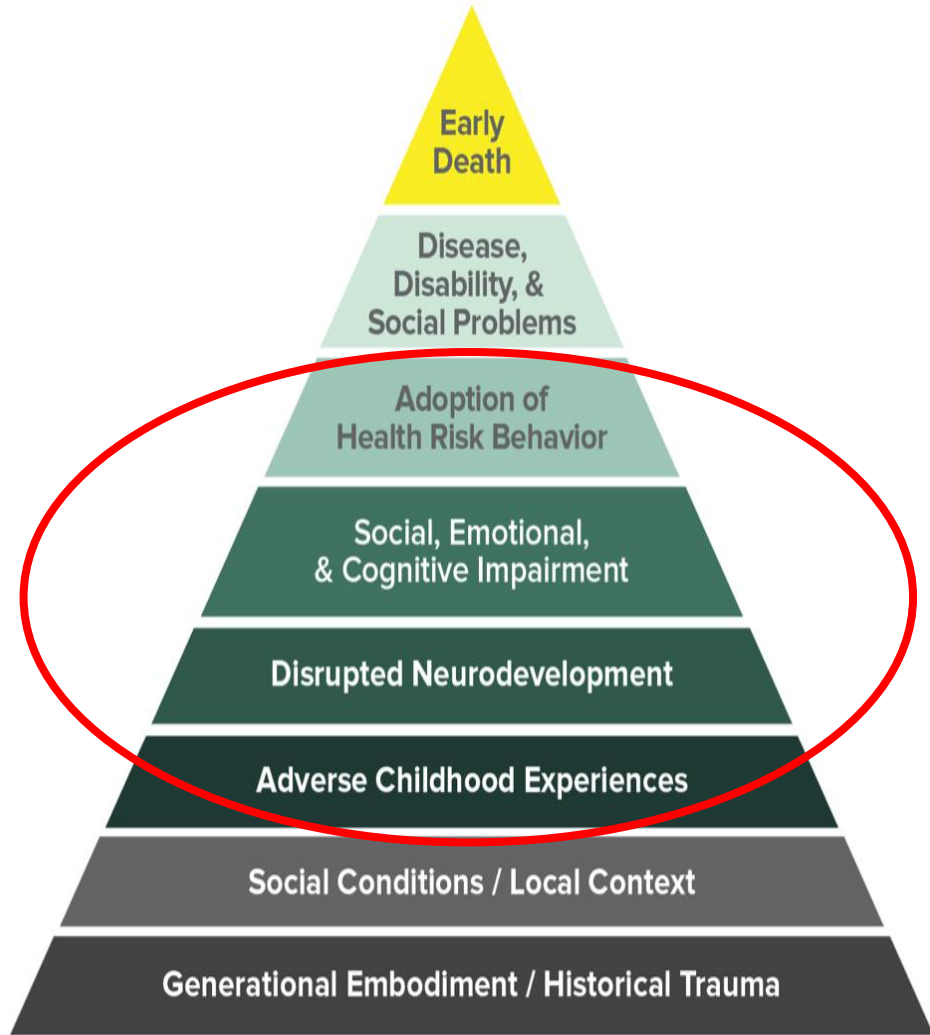 Early
Death
Disease,
Disability, &
Social Problems
Adoption of
Health Risk Behavior
Social, Emotional,
& Cognitive Impairment
Disrupted Neurodevelopment
Adverse Childhood Experiences
Social Conditions / Local Context
Generational Embodiment / Historical Trauma